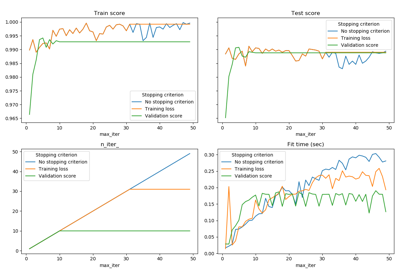 Train score
1.000
0.995
0.990
0.985
0.980
0.975
0.970
0.965
Stopping criterion
No stopping criterion
Training loss
Validation score
0 10 20 30 40 50
max_iter
Test score
Stopping criterion
No stopping criterion
Training loss
Validation score
0 10 20 30 40 50
max_iter
n_iter_
50
40
30
20
10
0
Stopping criterion
No stopping criterion
Training loss
Validation score
0 10 20 30 40 50
max_iter
Fit time (sec)
0.30
0.25
0.20
0.15
0.10
0.05
0.00
Stopping criterion
No stopping criterion
Training loss
Validation score
0 10 20 30 40 50
max_iter